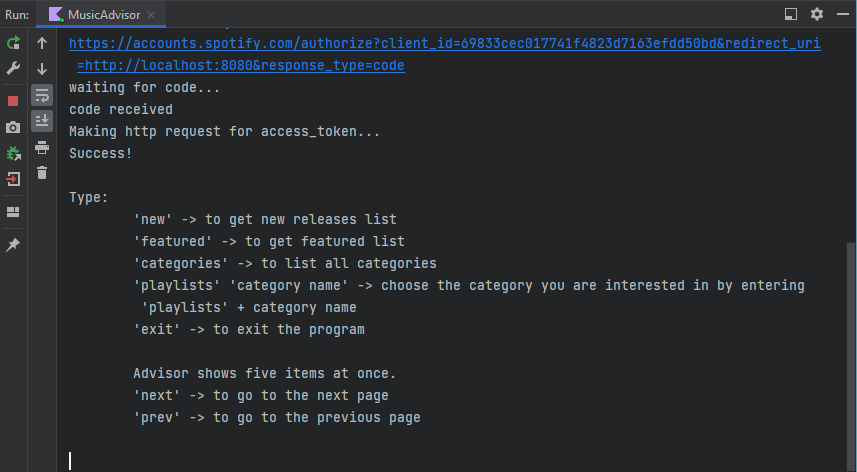 Run: MusicAdvisor
https://accounts.spotify.com/authorize?client_id=69833cec017741f4823d7163efdd50bd&redirect_uri
=http://localhost:8080&response_type=code
waiting for code...
code received
Making http request for access_token...
Success!
Type:
'new' -> to get new releases list
'featured' -> to get featured list
'categories' -> to list all categories
'playlists' 'category name' -> choose the category you are interested in by entering
'playlists' + category name
'exit' -> to exit the program
Advisor shows five items at once.
'next' -> to go to the next page
'prev' -> to go to the previous page